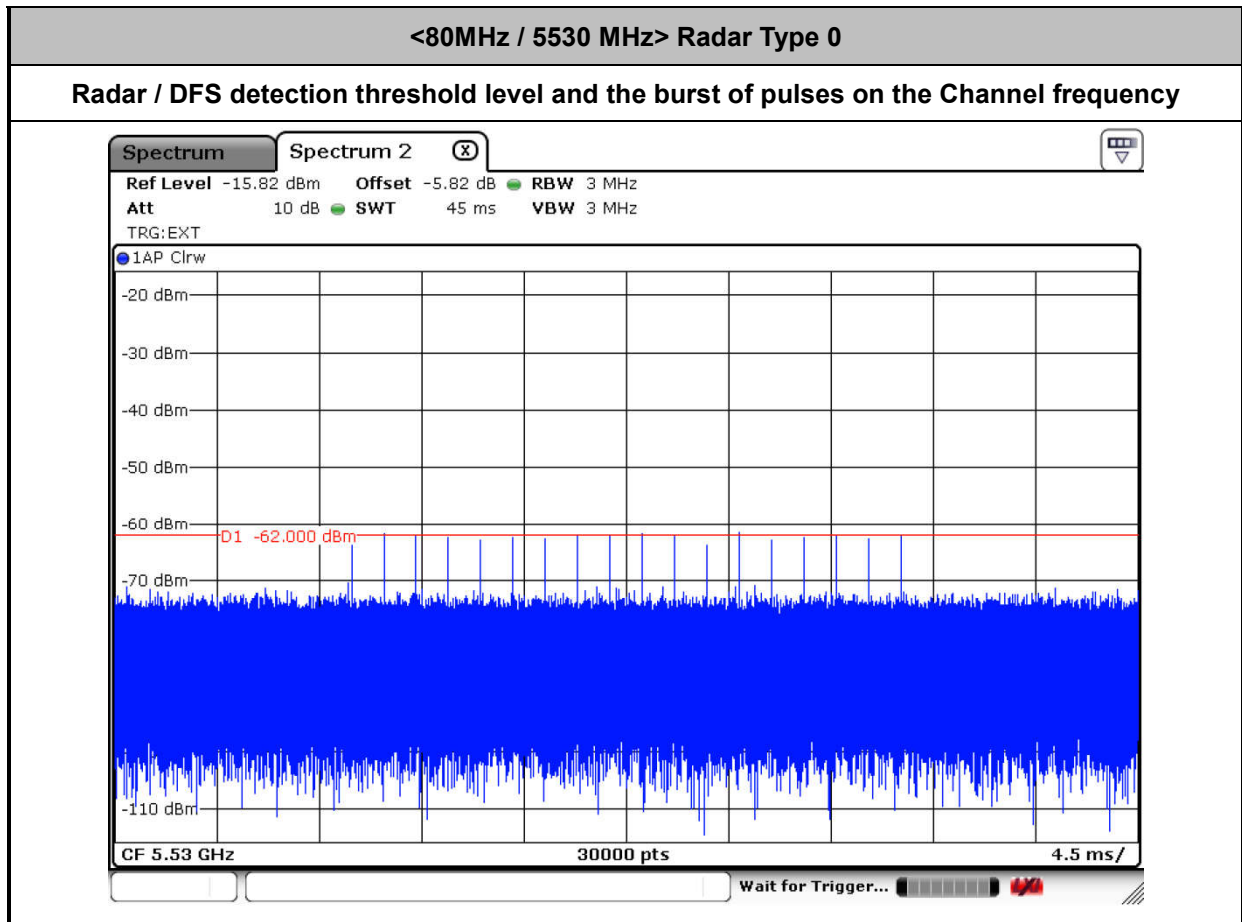 <80MHz / 5530 MHz> Radar Type 0
Radar / DFS detection threshold level and the burst of pulses on the Channel frequency
Spectrum Spectrum 2 X
Ref Level -15.82 dBm Offset -5.82 dB RBW 3 MHz
Att 10 dB SWT 45 ms VBW 3 MHz
TRG:EXT
1AP Clrw
-20 dBm
-30 dBm
-40 dBm
-50 dBm
-60 dBm
D1 -62.000 dBm
-70 dBm
-110 dBm
CF 5.53 GHz 30000 pts 4.5 ms/
Wait for Trigger...